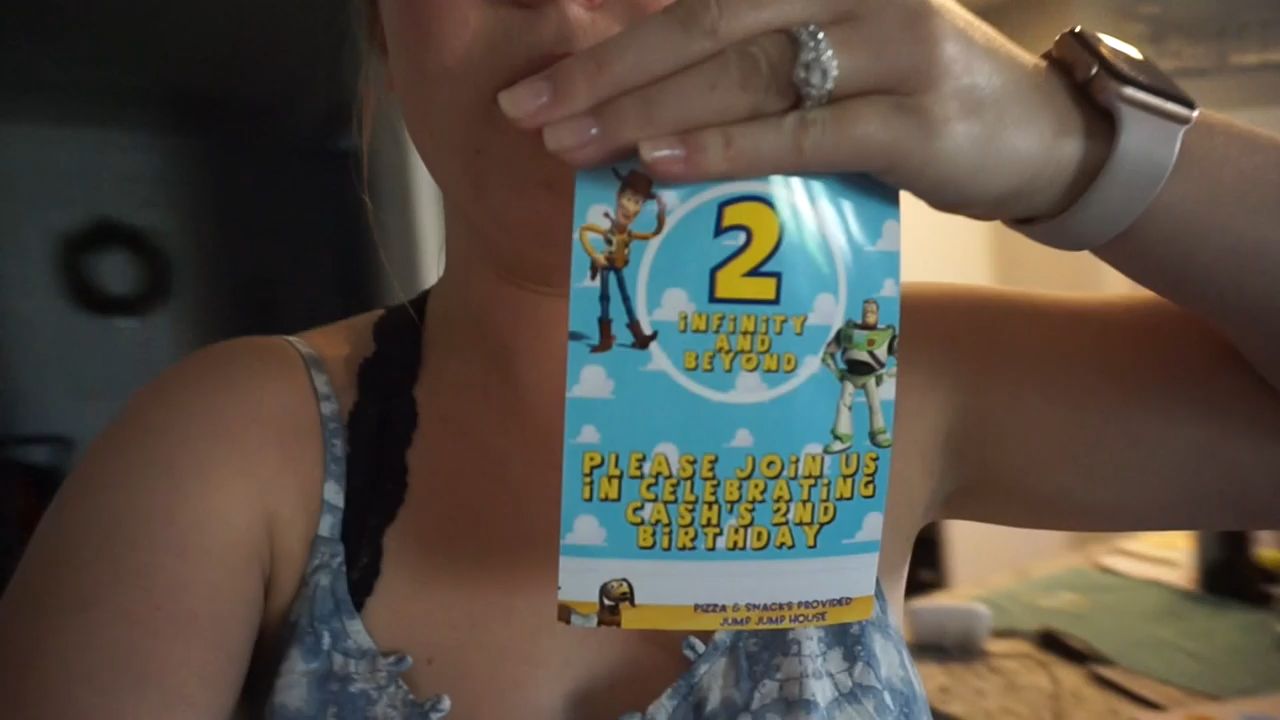 2
INFINITY
AND
BEYOND
PLEASE JOIN US
IN CELEBRATING
CASH'S 2ND
BIRTHDAY
PIZZA & SNACKS PROVIDED
JUMP JUMP HOUSE